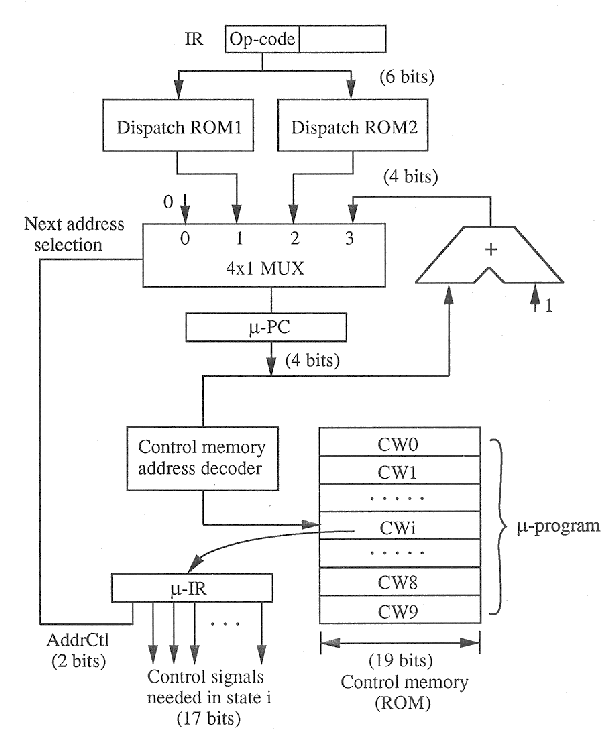 IR Op-code
(6 bits)
Dispatch ROM1
Dispatch ROM2
(4 bits)
0
Next address
selection
0 1 2 3
4x1 MUX
+
1
μ-PC
(4 bits)
Control memory
address decoder
CW0
CW1
· · · · ·
CWi
· · · · ·
CW8
CW9
μ-program
μ-IR
· · ·
AddrCtl
(2 bits)
Control signals
needed in state i
(17 bits)
(19 bits)
Control memory
(ROM)